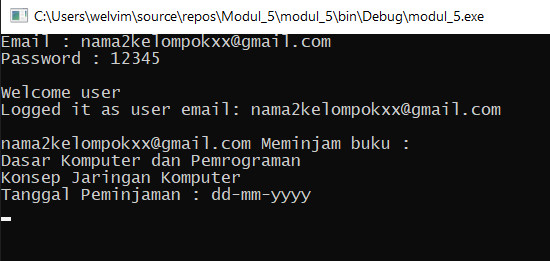 C:\Users\welvim\source\repos\Modul_5\modul_5\bin\Debug\modul_5.exe
Email : nama2kelompokxx@gmail.com
Password : 12345
Welcome user
Logged it as user email: nama2kelompokxx@gmail.com
nama2kelompokxx@gmail.com Meminjam buku :
Dasar Komputer dan Pemrograman
Konsep Jaringan Komputer
Tanggal Peminjaman : dd-mm-yyyy